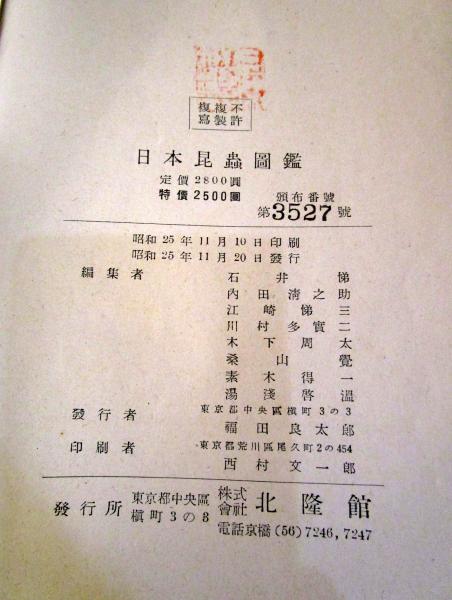 不許
複製
複寫
日本昆蟲圖鑑
定價2800圓
特價2500圓
頒布番號
第3527號
昭和25年11月10日印刷
昭和25年11月20日發行
編集者
石井悌
內田淸之助
江崎悌三
川村多實二
木下周太
桑山覺
素木得一
湯淺啓溫
發行者
東京都中央區槇町3の3
福田良太郎
印刷者
東京都荒川區尾久町2の454
西村文一郎
發行所
東京都中央區
槇町3の8
株式
會社
北隆館
電話京橋(56)7246,7247